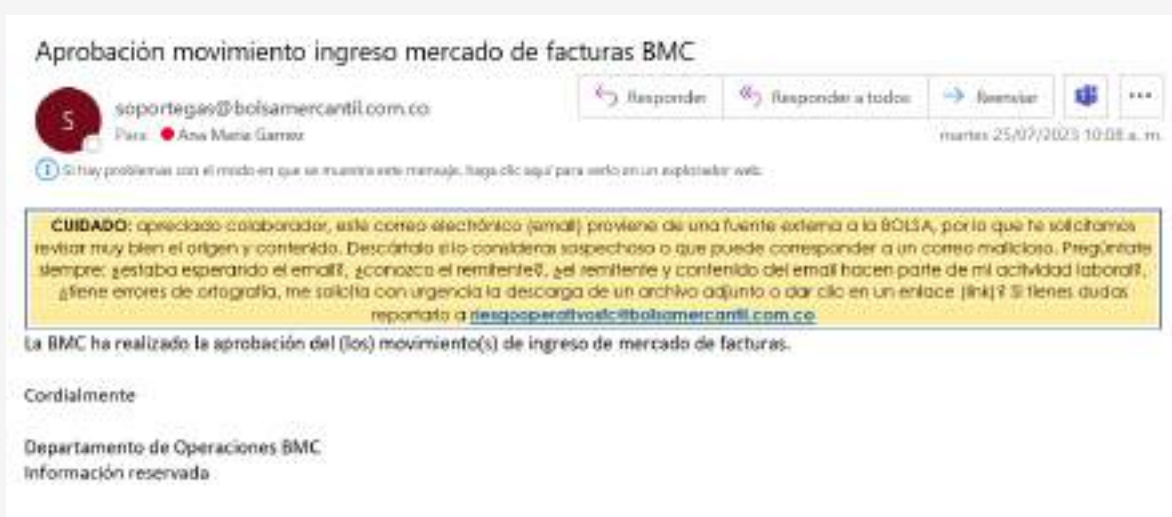 Aprobación movimiento ingreso mercado de facturas BMC
S
soportegas@bolsamercantil.com.co
Para: Ana Maria Gamez
Responder
Responder a todos
Reenviar
martes 25/07/2023 10:08 a. m.
Si hay problemas con el modo en que se muestra este mensaje, haga clic aquí para verlo en un explorador web.
CUIDADO: apreciado colaborador, este correo electrónico (email) proviene de una fuente externa a la BOLSA, por lo que te solicitamos
revisar muy bien el origen y contenido. Descártalo si lo consideras sospechoso o que puede corresponder a un correo malicioso. Pregúntate
siempre: ¿estaba esperando el email?, ¿conozco el remitente?, ¿el remitente y contenido del email hacen parte de mi actividad laboral?,
¿tiene errores de ortografía, me solicita con urgencia la descarga de un archivo adjunto o dar clic en un enlace (link)? Si tienes dudas
reportarlo a
La BMC ha realizado la aprobación del (los) movimiento(s) de ingreso de mercado de facturas.
Cordialmente
Departamento de Operaciones BMC
Información reservada